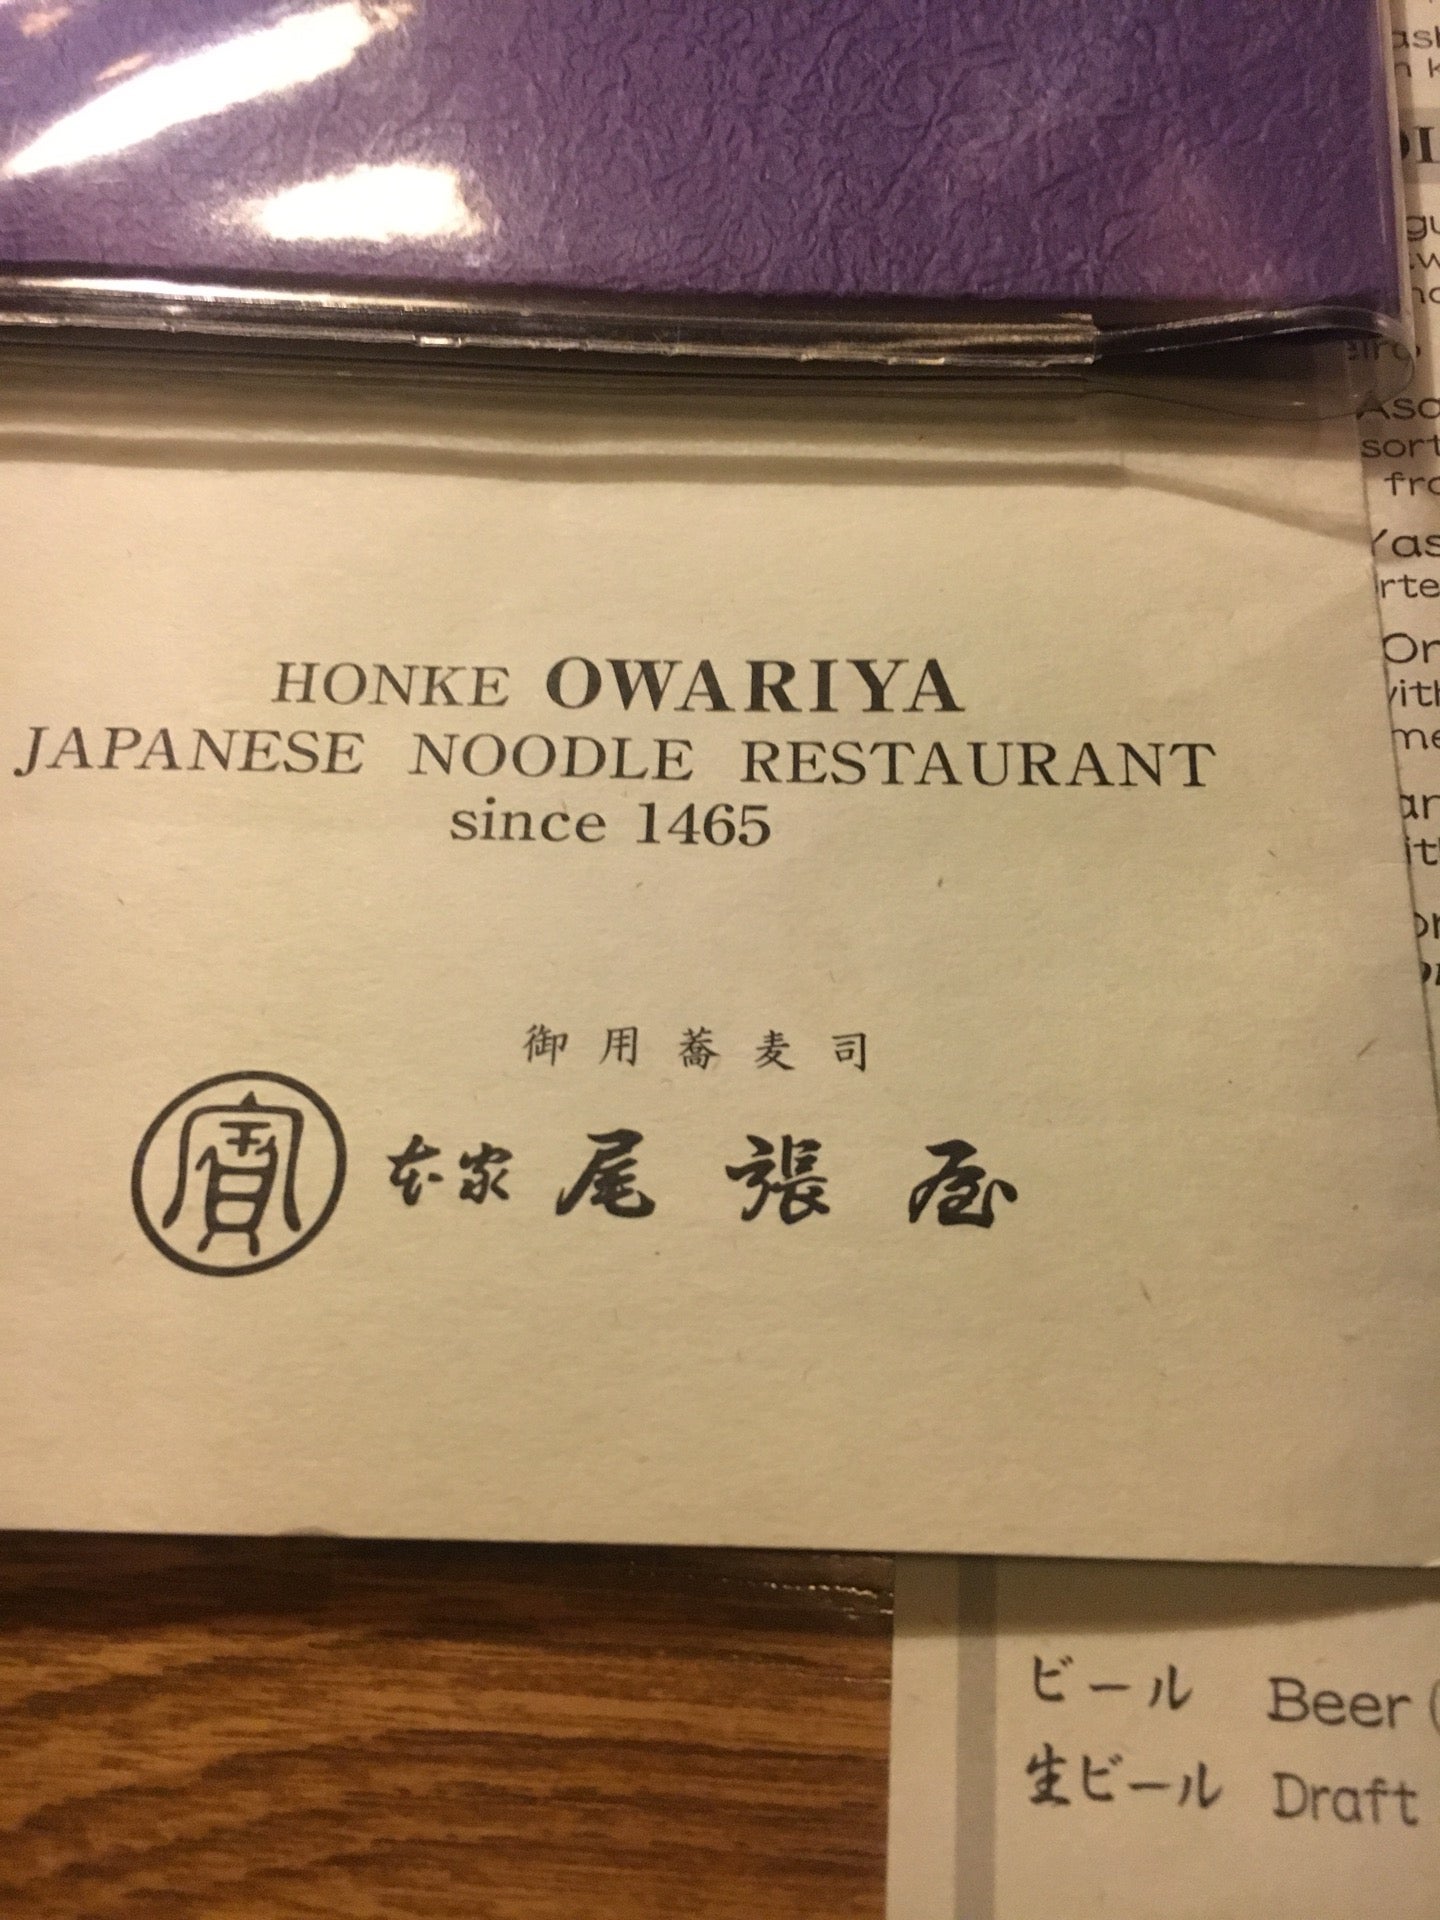 HONKE OWARIYA
JAPANESE NOODLE RESTAURANT
since 1465
御用蕎麦司
寳 本家 尾張屋
ビール Beer (
生ビール Draft